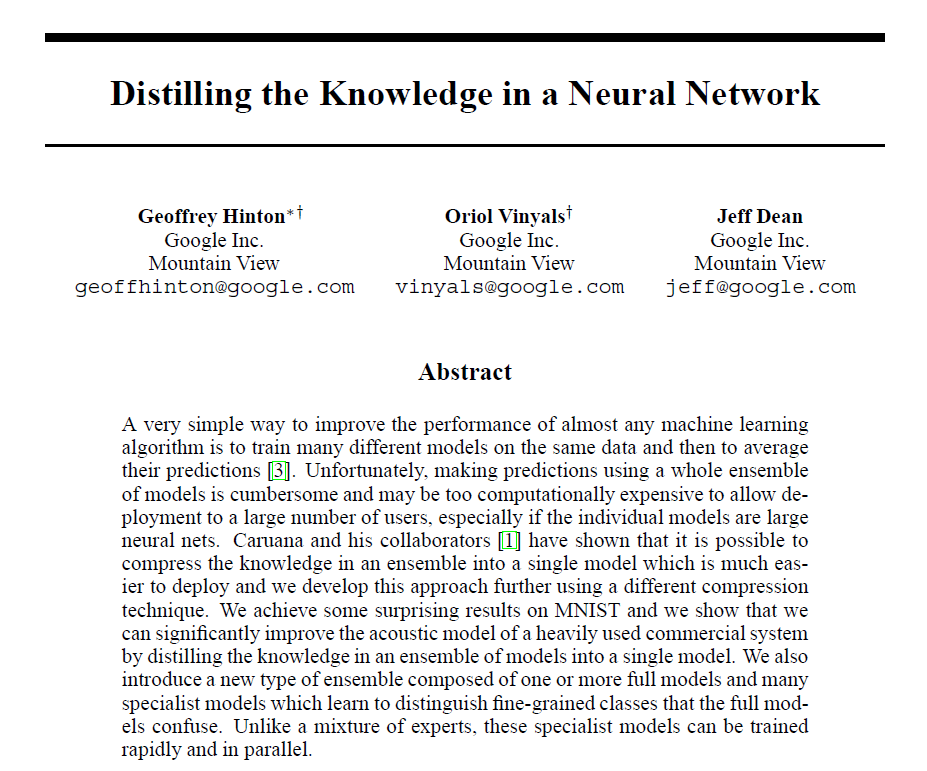 Distilling the Knowledge in a Neural Network
Geoffrey Hinton*† Oriol Vinyals† Jeff Dean
Google Inc. Google Inc. Google Inc.
Mountain View Mountain View Mountain View
geoffhinton@google.com vinyals@google.com jeff@google.com
Abstract
A very simple way to improve the performance of almost any machine learning
algorithm is to train many different models on the same data and then to average
their predictions [3]. Unfortunately, making predictions using a whole ensemble
of models is cumbersome and may be too computationally expensive to allow de-
ployment to a large number of users, especially if the individual models are large
neural nets. Caruana and his collaborators [1] have shown that it is possible to
compress the knowledge in an ensemble into a single model which is much eas-
ier to deploy and we develop this approach further using a different compression
technique. We achieve some surprising results on MNIST and we show that we
can significantly improve the acoustic model of a heavily used commercial system
by distilling the knowledge in an ensemble of models into a single model. We also
introduce a new type of ensemble composed of one or more full models and many
specialist models which learn to distinguish fine-grained classes that the full mod-
els confuse. Unlike a mixture of experts, these specialist models can be trained
rapidly and in parallel.